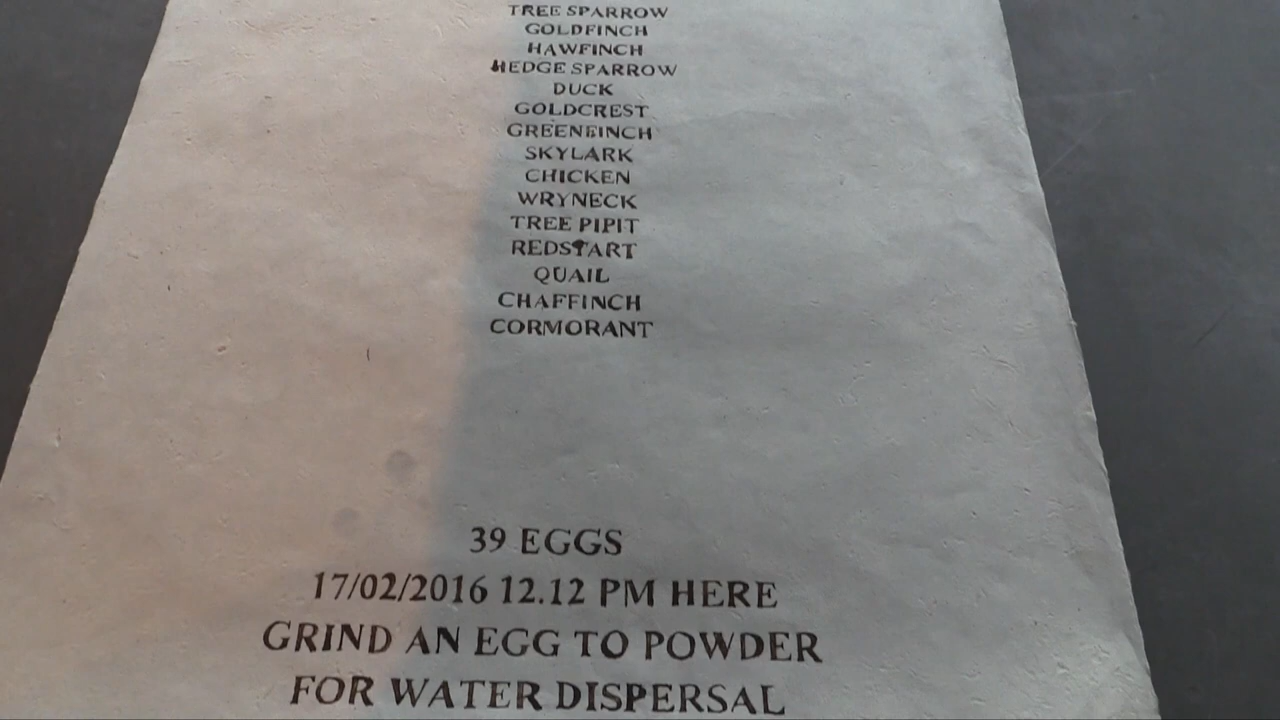 TREE SPARROW
GOLDFINCH
HAWFINCH
HEDGE SPARROW
DUCK
GOLDCREST
GREENFINCH
SKYLARK
CHICKEN
WRYNECK
TREE PIPIT
REDSTART
QUAIL
CHAFFINCH
CORMORANT
39 EGGS
17/02/2016 12.12 PM HERE
GRIND AN EGG TO POWDER
FOR WATER DISPERSAL